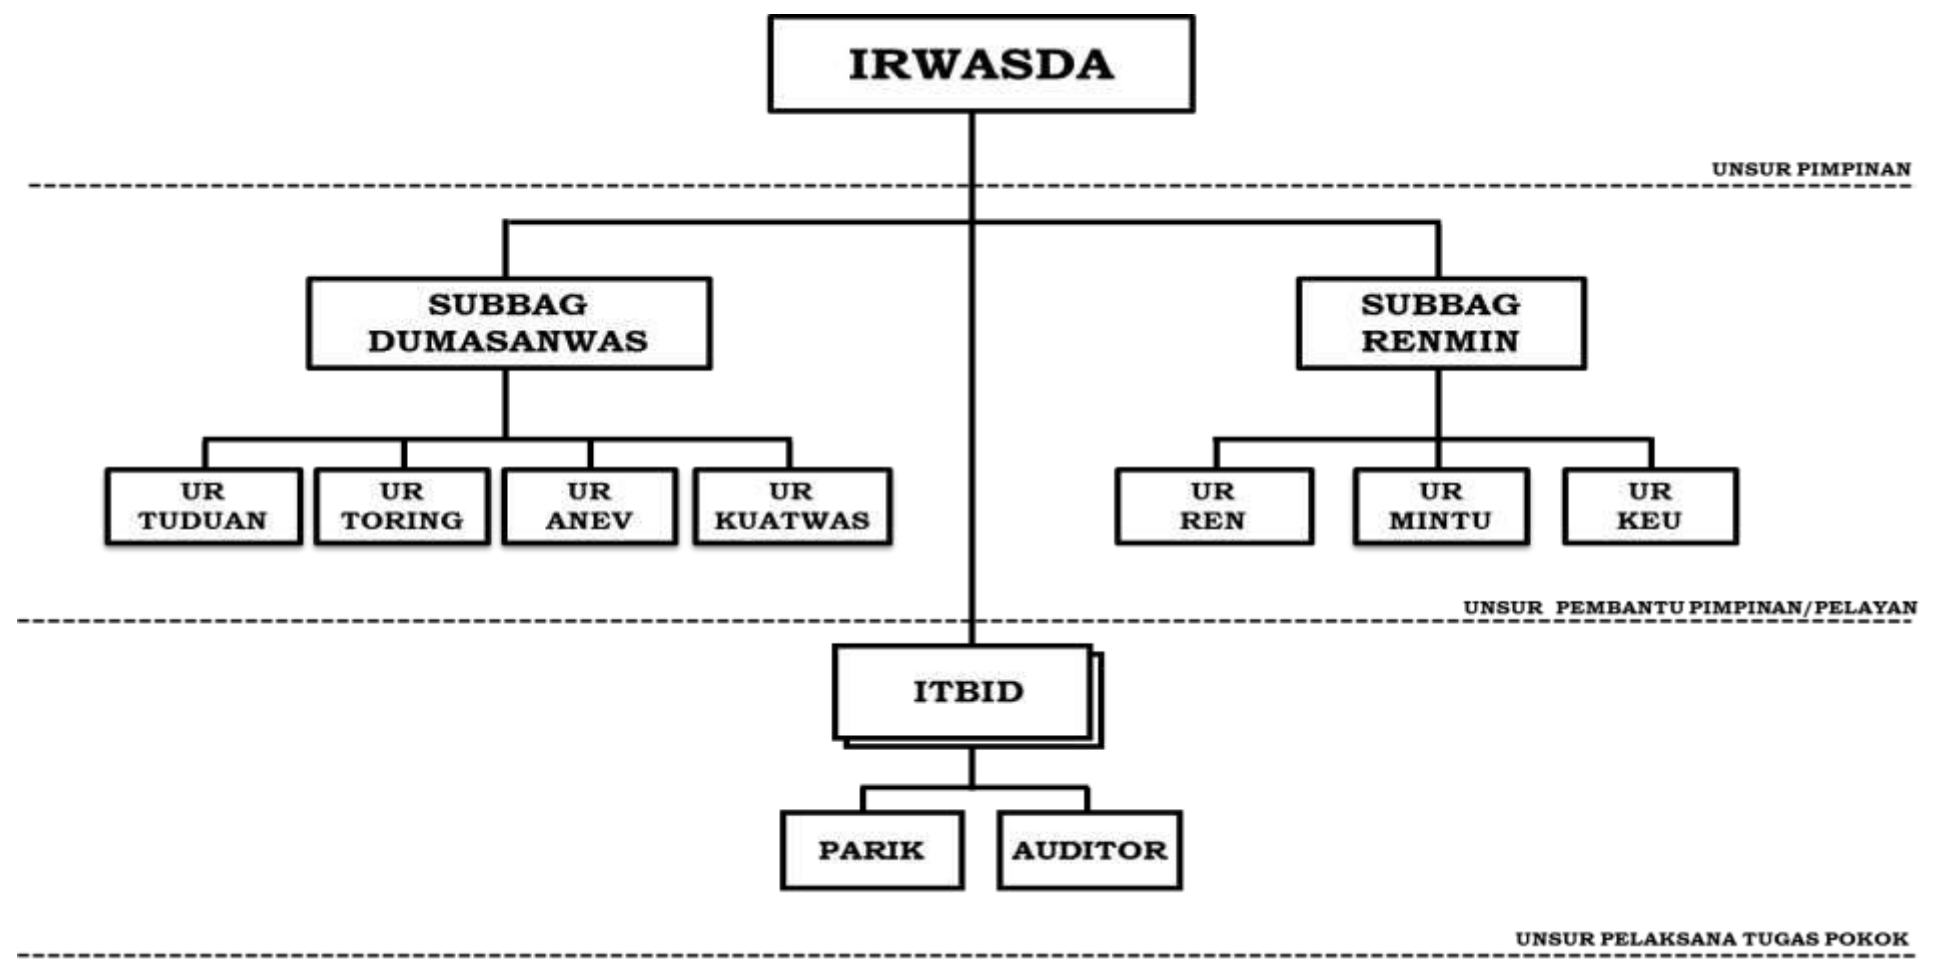 IRWASDA
UNSUR PIMPINAN
SUBBAG
DUMASANWAS
SUBBAG
RENMIN
UR
TUDUAN
UR
TORING
UR
ANEV
UR
KUATWAS
UR
REN
UR
MINTU
UR
KEU
UNSUR PEMBANTU PIMPINAN/PELAYAN
ITBID
PARIK
AUDITOR
UNSUR PELAKSANA TUGAS POKOK